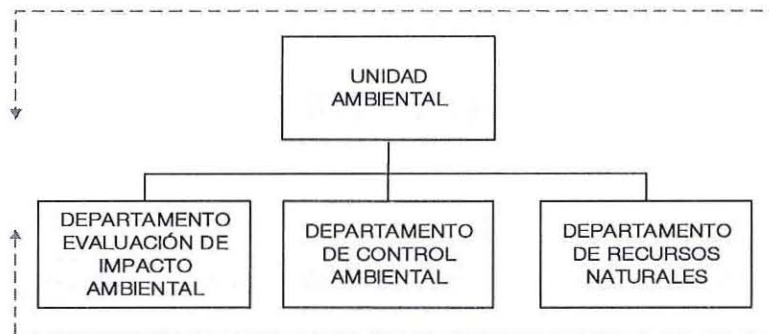 UNIDAD
AMBIENTAL
DEPARTAMENTO
EVALUACIÓN DE
IMPACTO
AMBIENTAL
DEPARTAMENTO
DE CONTROL
AMBIENTAL
DEPARTAMENTO
DE RECURSOS
NATURALES